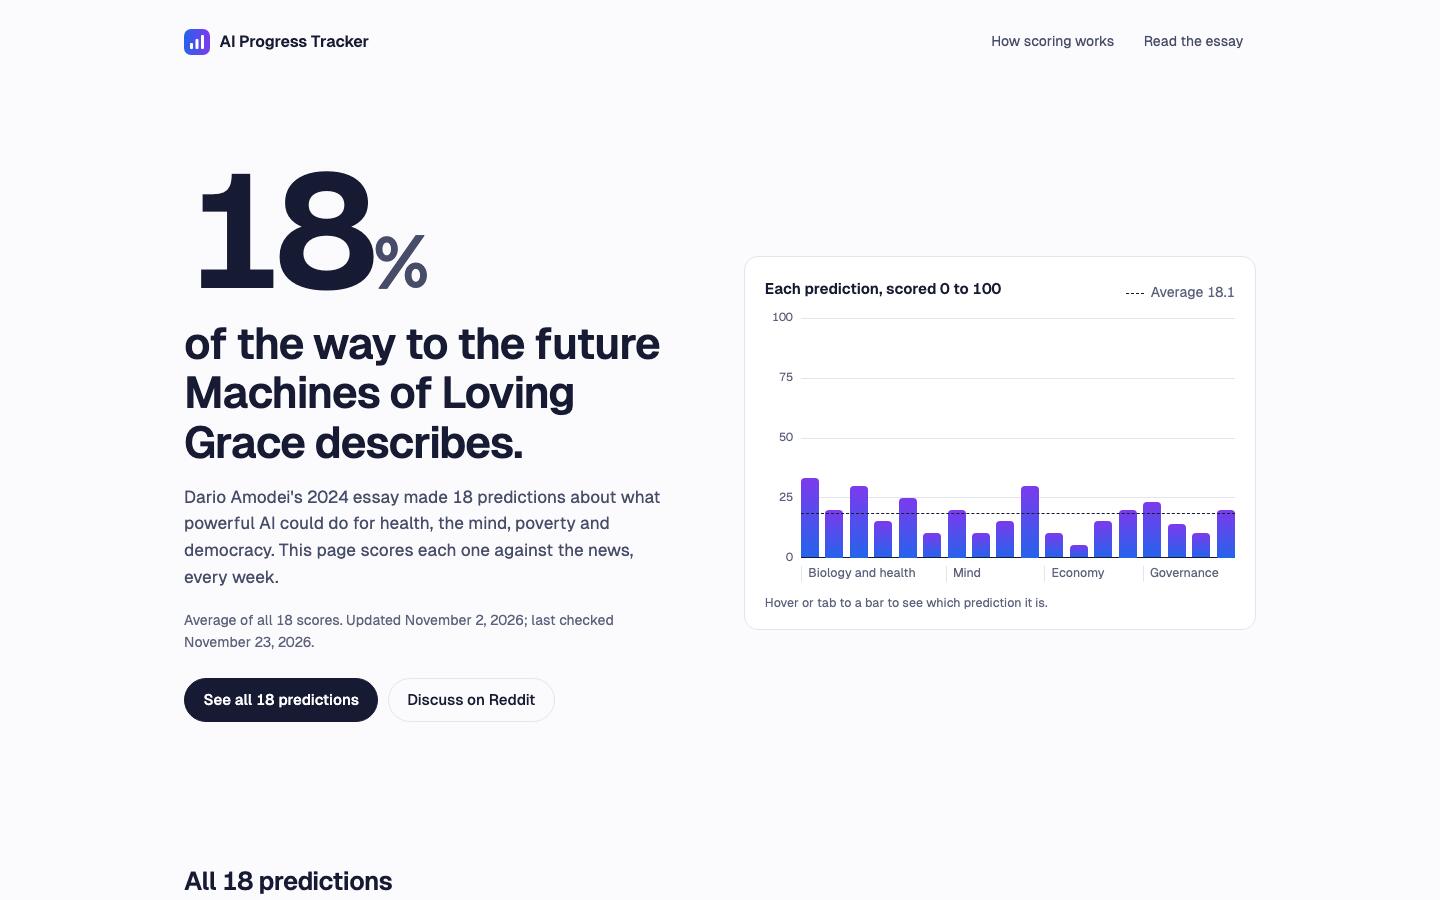 AI Progress Tracker
How scoring works
Read the essay
18%
of the way to the future
Machines of Loving
Grace describes.
Dario Amodei's 2024 essay made 18 predictions about what
powerful AI could do for health, the mind, poverty and
democracy. This page scores each one against the news,
every week.
Average of all 18 scores. Updated November 2, 2026; last checked
November 23, 2026.
See all 18 predictions
Discuss on Reddit
Each prediction, scored 0 to 100
Average 18.1
100
75
50
25
0
Biology and health
Mind
Economy
Governance
Hover or tab to a bar to see which prediction it is.
All 18 predictions